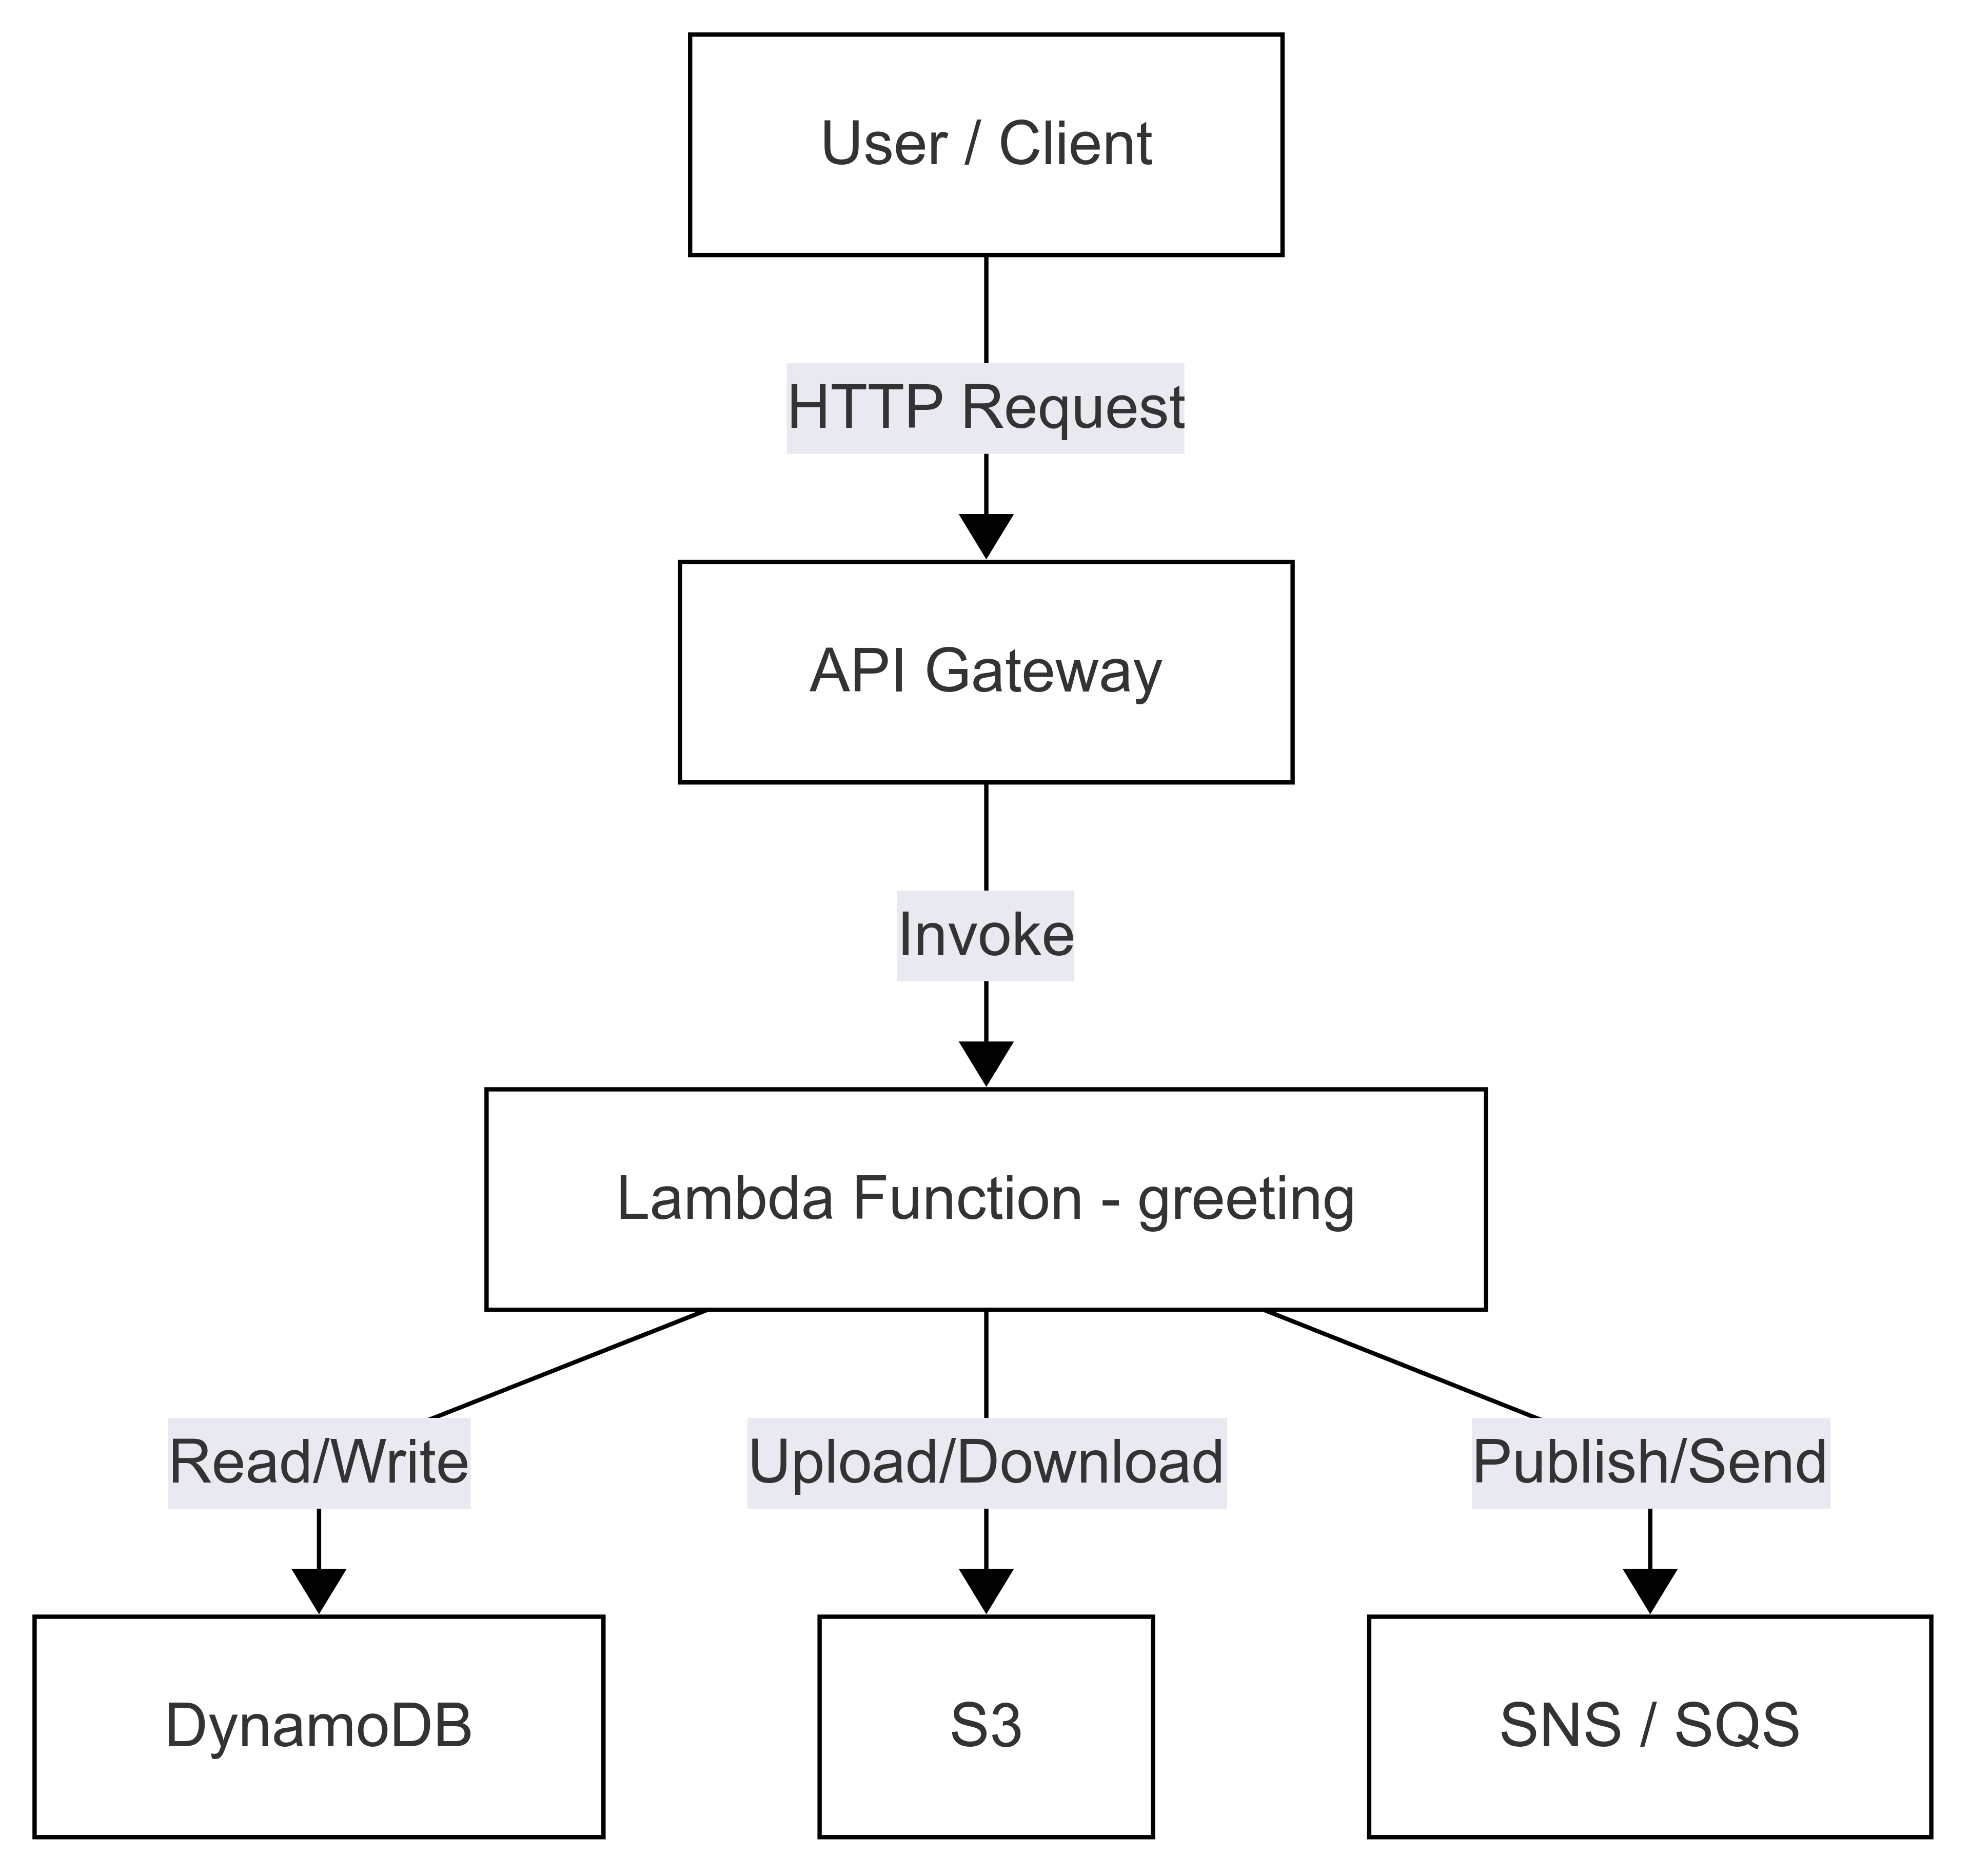 User / Client
HTTP Request
API Gateway
Invoke
Lambda Function - greeting
Read/Write
Upload/Download
Publish/Send
DynamoDB
S3
SNS / SQS